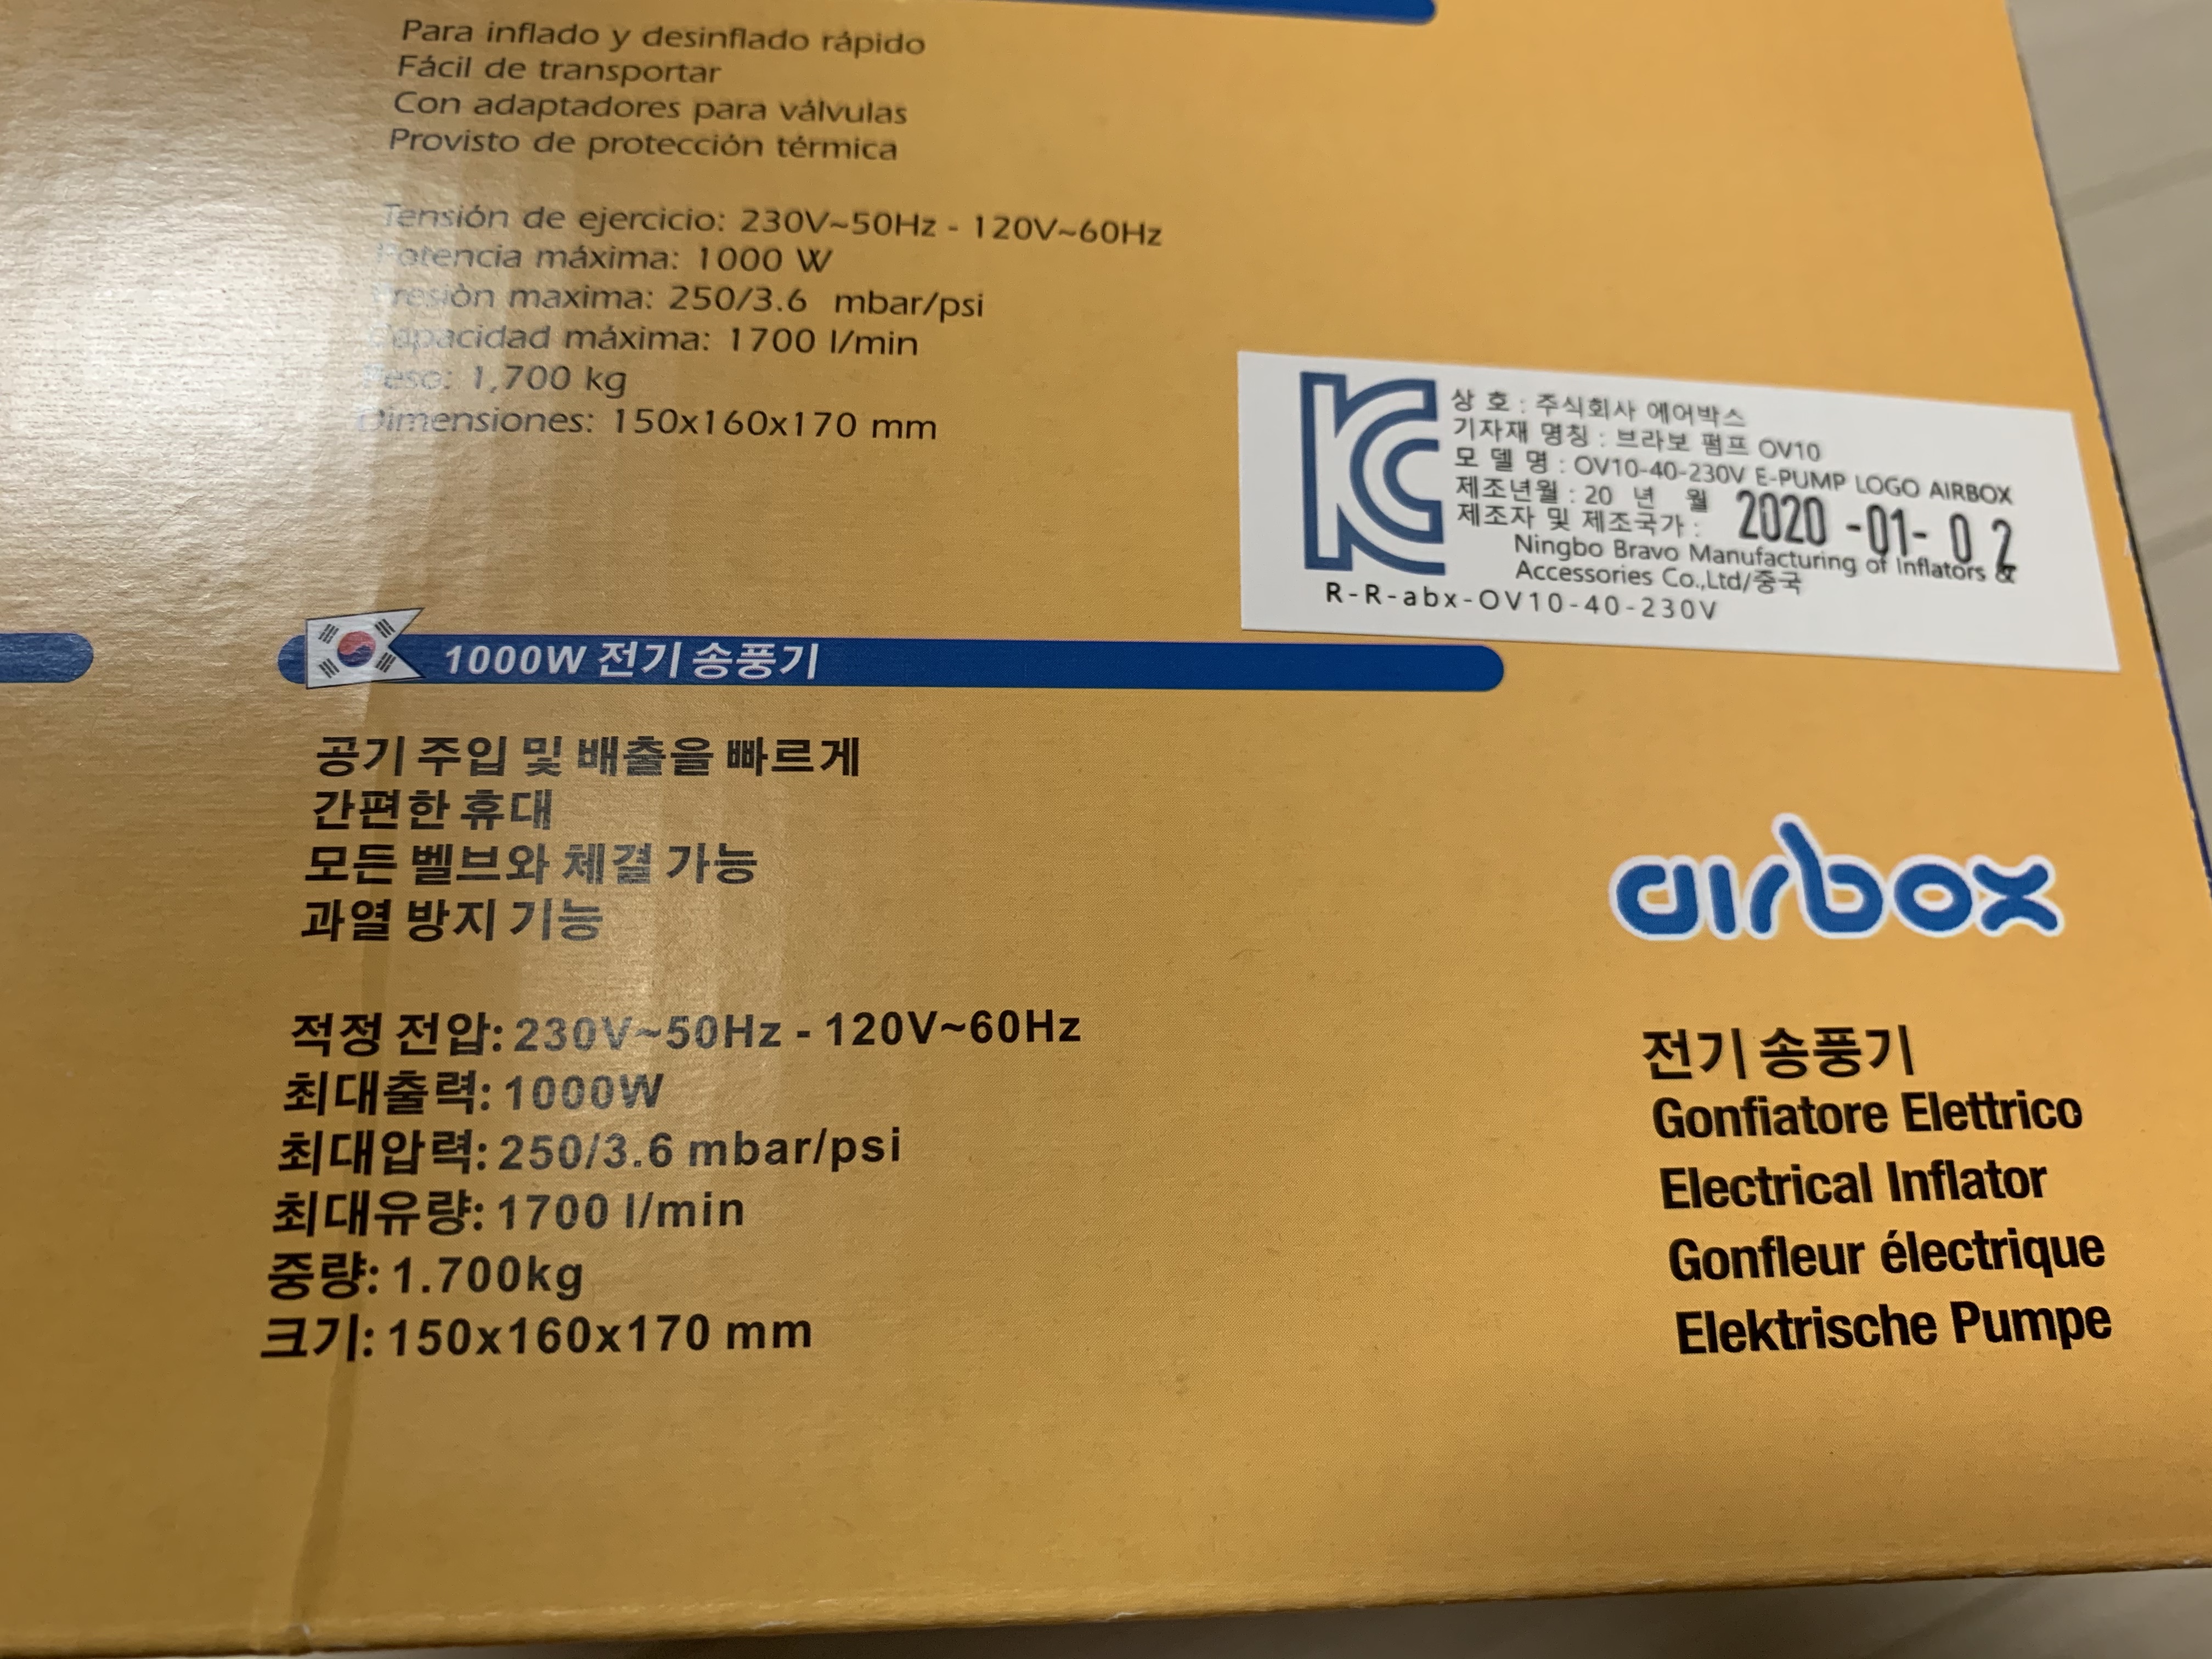 Para inflado y desinflado rápido
Fácil de transportar
Con adaptadores para válvulas
Provisto de protección térmica
Tensión de ejercicio: 230V~50Hz - 120V~60Hz
Potencia máxima: 1000 W
Presiòn maxima: 250/3.6 mbar/psi
Capacidad máxima: 1700 l/min
Peso: 1,700 kg
Dimensiones: 150x160x170 mm
상 호 : 주식회사 에어박스
기자재 명칭 : 브라보 펌프 OV10
모 델 명 : OV10-40-230V E-PUMP LOGO AIRBOX
제조년월 : 20 년 월 2020 -01- 02
제조자 및 제조국가 :
Ningbo Bravo Manufacturing of Inflators &
Accessories Co.,Ltd/중국
R-R-abx-OV10-40-230V
1000W 전기 송풍기
공기 주입 및 배출을 빠르게
간편한 휴대
모든 벨브와 체결 가능
과열 방지 기능
적정 전압: 230V~50Hz - 120V~60Hz
최대출력: 1000W
최대압력: 250/3.6 mbar/psi
최대유량: 1700 l/min
중량: 1.700kg
크기: 150x160x170 mm
airbox
전기 송풍기
Gonfiatore Elettrico
Electrical Inflator
Gonfleur électrique
Elektrische Pumpe